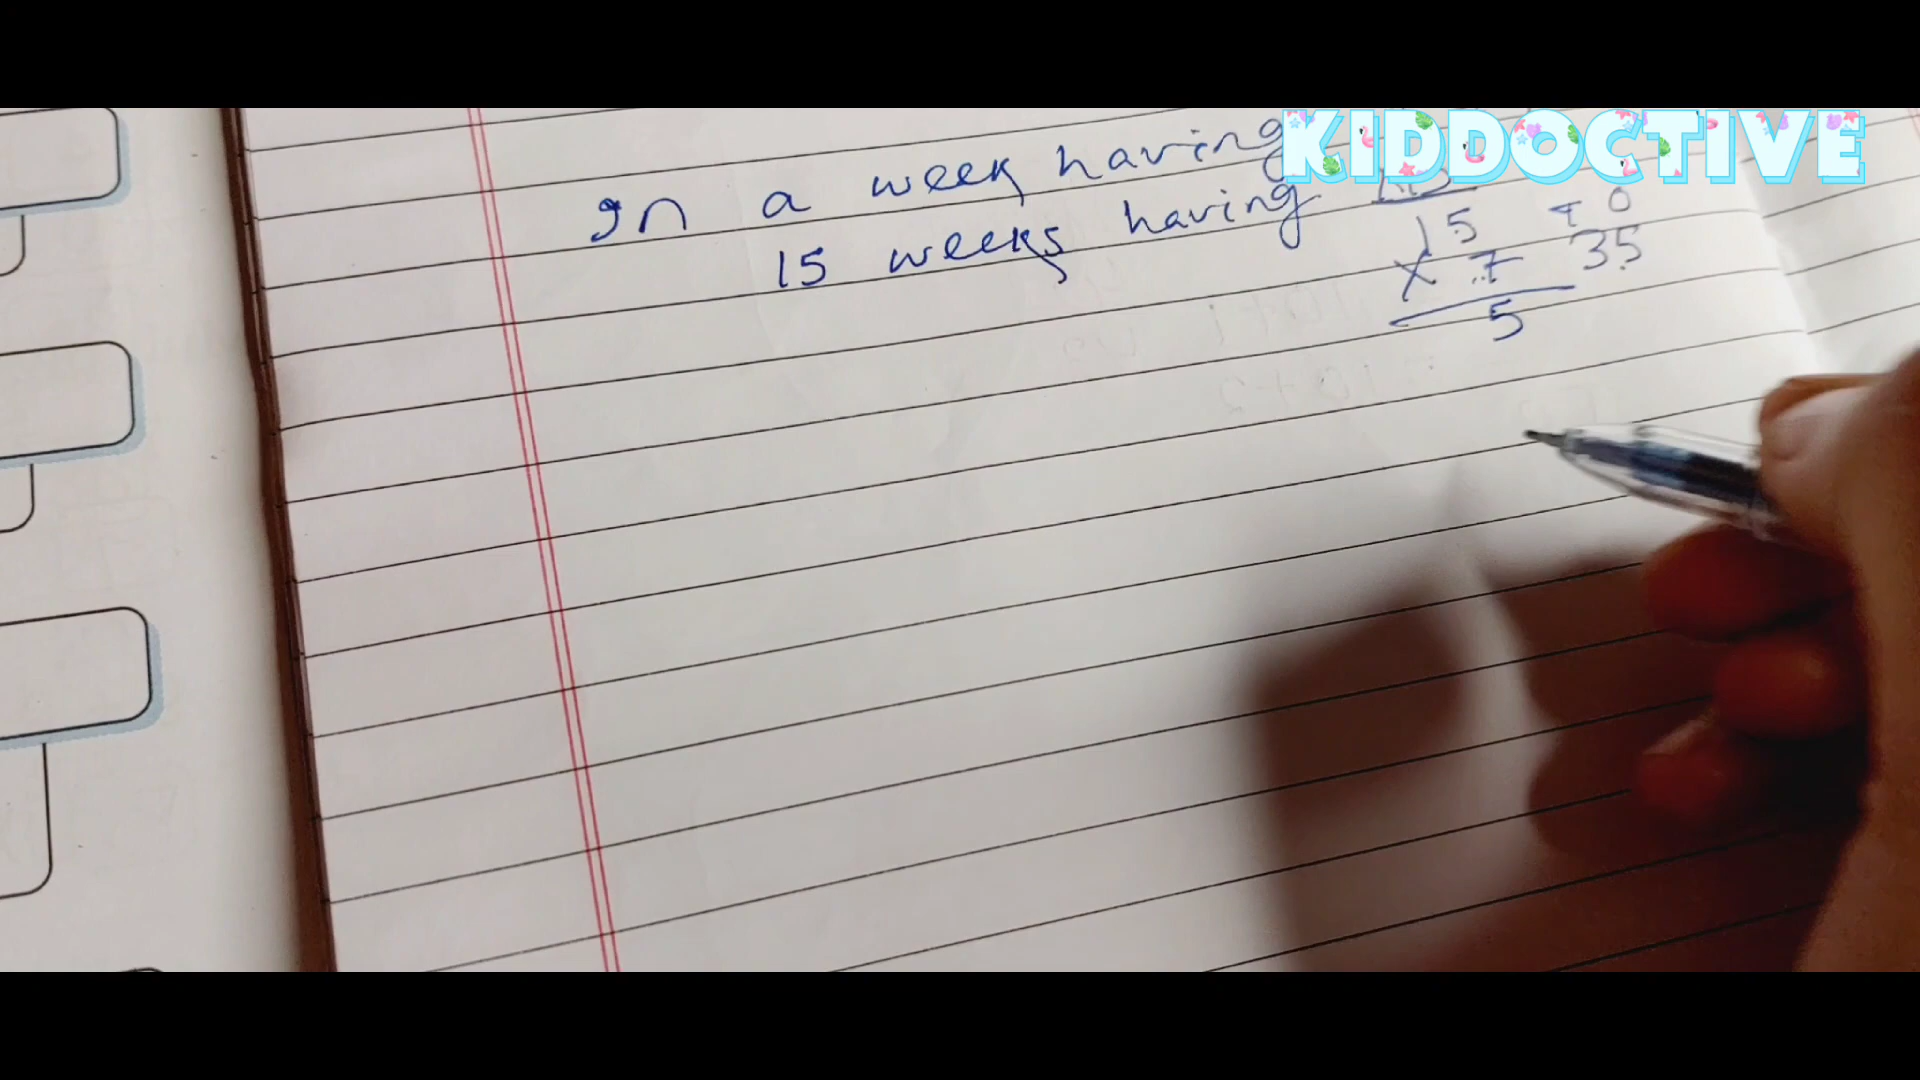 KIDDOCTIVE
In a week having
15 weeks having
15 T O
x 7 35
5